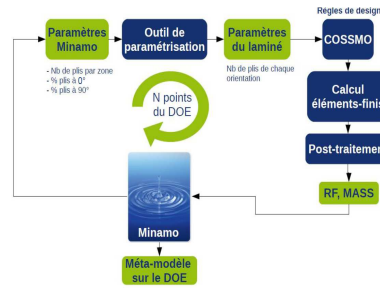 Règles de design
Paramètres
Minamo
Outil de
paramétrisation
Paramètres
du laminé
COSSMO
- Nb de plis par zone
- % plis à 0°
- % plis à 90°
Nb de plis de chaque
orientation
N points
du DOE
Calcul
éléments-finis
Post-traitement
RF, MASS
Minamo
Méta-modèle
sur le DOE